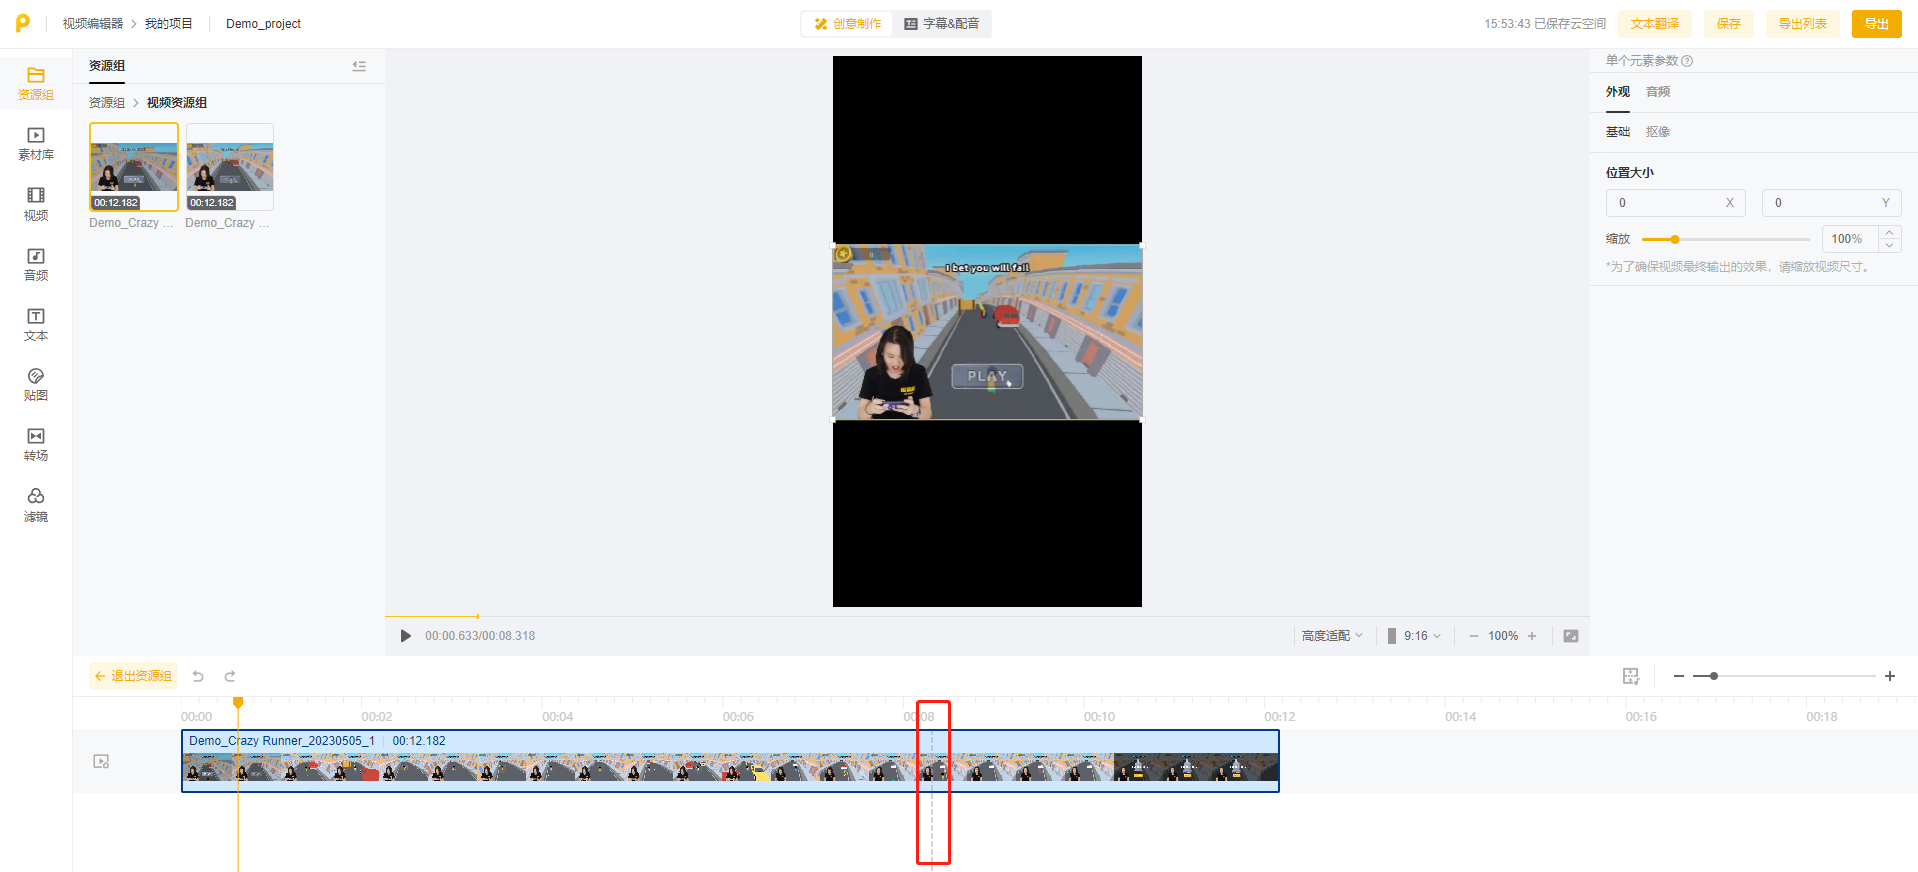 视频编辑器 > 我的项目 Demo_project
创意制作 字幕&配音
15:53:43 已保存云空间 文本翻译 保存 导出列表 导出
资源组
素材库
视频
音频
文本
贴图
转场
滤镜
资源组
资源组 > 视频资源组
00:12.182 00:12.182
Demo_Crazy ... Demo_Crazy ...
I bet you will fail
PLAY
00:00.633/00:08.318
高度适配 9:16 100%
单个元素参数
外观 音频
基础 抠像
位置大小
0 X 0 Y
缩放 100%
*为了确保视频最终输出的效果，请缩放视频尺寸。
退出资源组
00:00 00:02 00:04 00:06 00:08 00:10 00:12 00:14 00:16 00:18
Demo_Crazy Runner_20230505_1 00:12.182